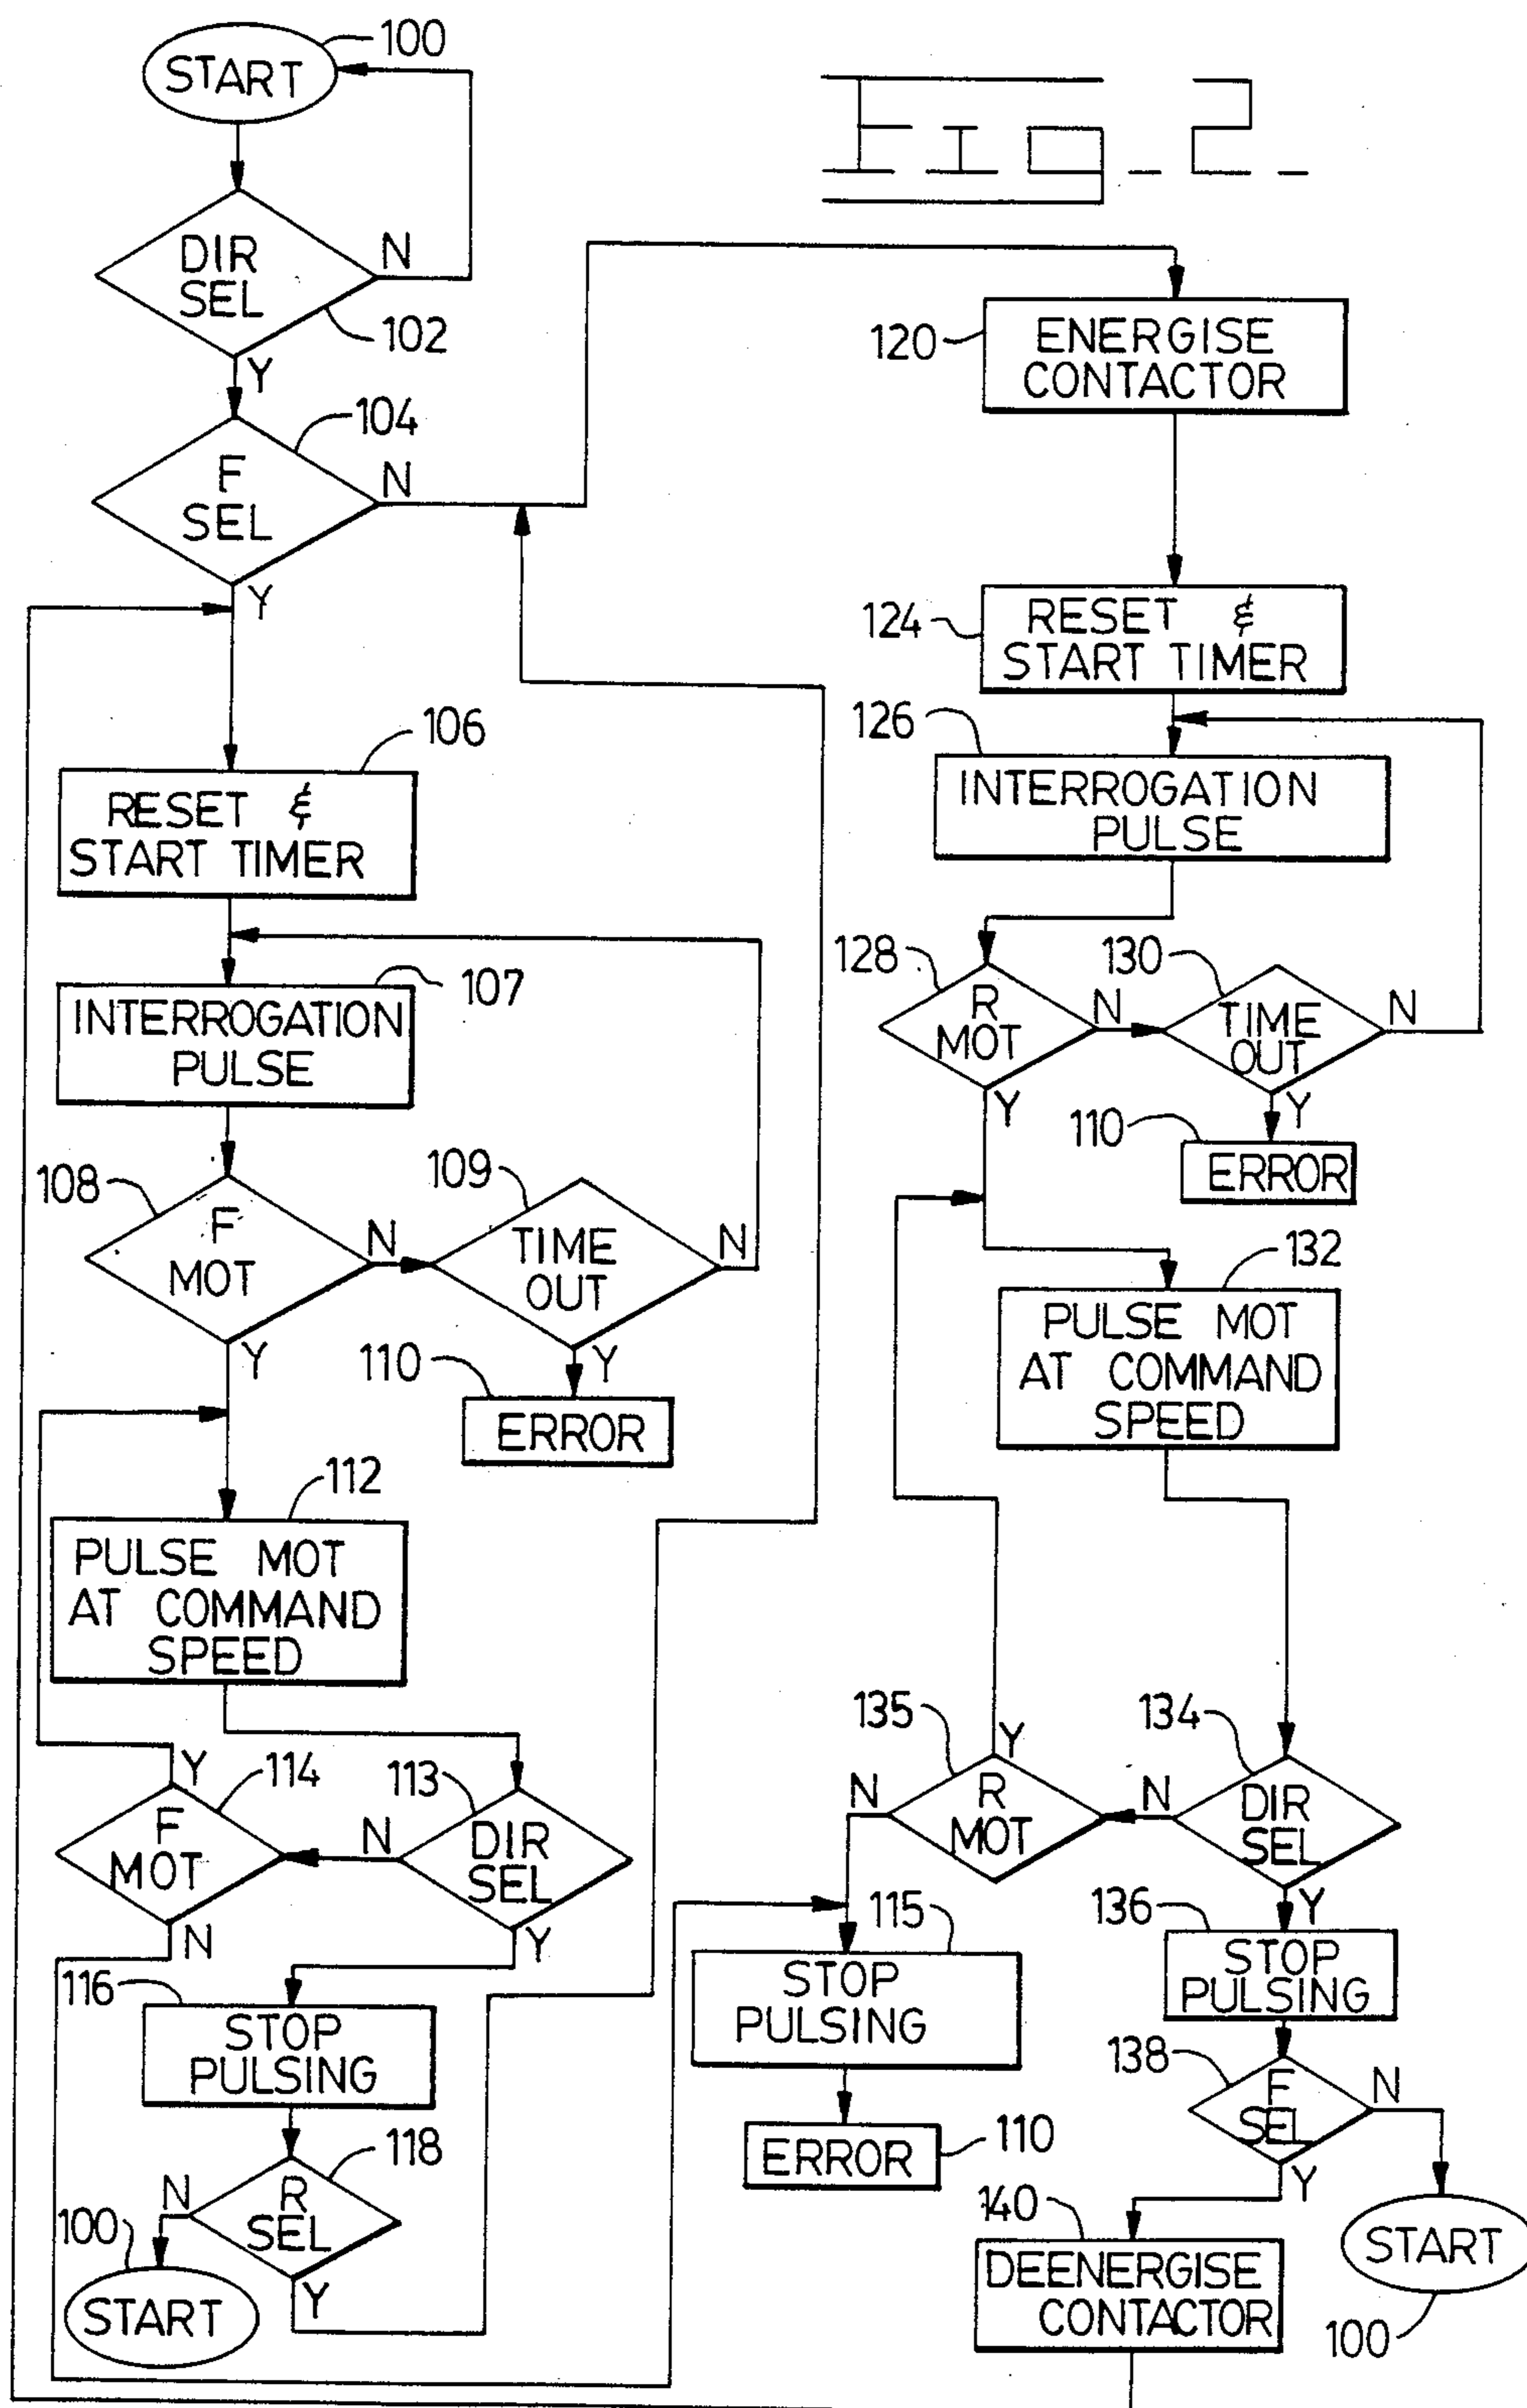 Fig_2_
100
START
DIR
SEL
N
102
Y
104
F
SEL
N
Y
106
RESET &
START TIMER
107
INTERROGATION
PULSE
108
F
MOT
N
Y
109
TIME
OUT
N
Y
110
ERROR
112
PULSE MOT
AT COMMAND
SPEED
113
DIR
SEL
N
Y
114
F
MOT
Y
N
116
STOP
PULSING
118
R
SEL
N
Y
100
START
120
ENERGISE
CONTACTOR
124
RESET &
START TIMER
126
INTERROGATION
PULSE
128
R
MOT
N
Y
130
TIME
OUT
N
Y
110
ERROR
132
PULSE MOT
AT COMMAND
SPEED
134
DIR
SEL
N
Y
135
R
MOT
Y
N
115
STOP
PULSING
ERROR
110
136
STOP
PULSING
138
F
SEL
N
Y
START
100
140
DEENERGISE
CONTACTOR